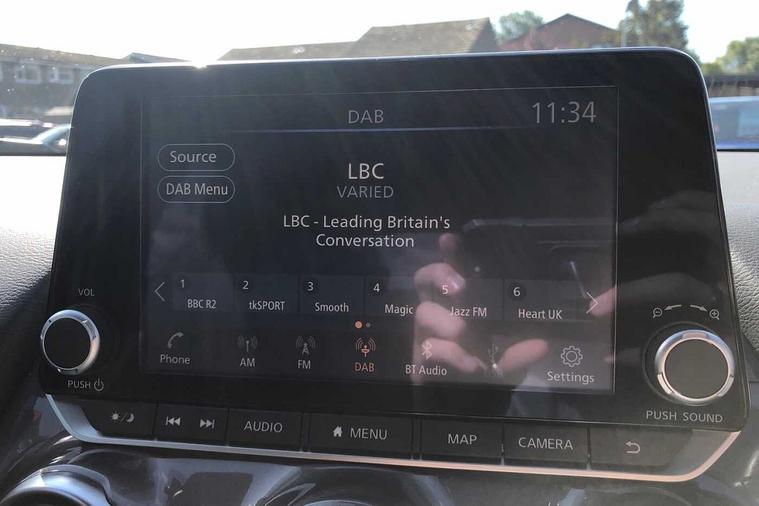 DAB
11:34
Source
DAB Menu
LBC
VARIED
LBC - Leading Britain's
Conversation
1 2 3 4 5 6
BBC R2 tkSPORT Smooth Magic Jazz FM Heart UK
Phone AM FM DAB BT Audio Settings
VOL
PUSH
PUSH SOUND
AUDIO MENU MAP CAMERA